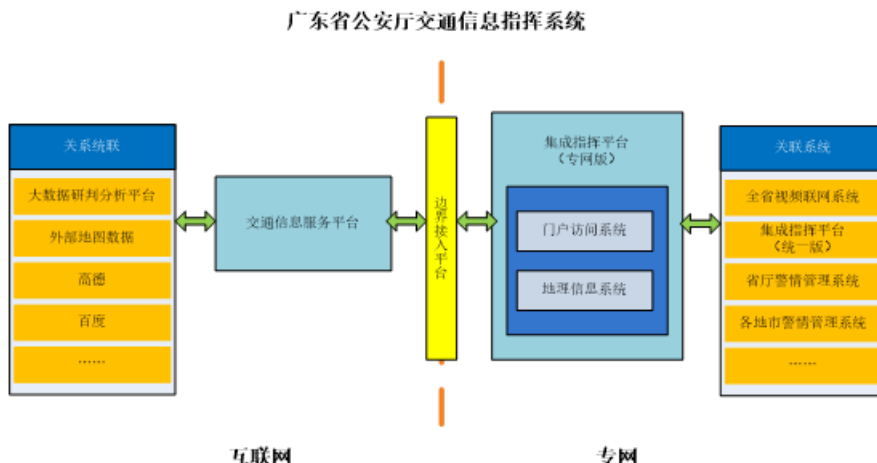 广东省公安厅交通信息指挥系统
关系统联
大数据研判分析平台
外部地图数据
高德
百度
……
交通信息服务平台
边界接入平台
集成指挥平台
（专网版）
门户访问系统
地理信息系统
关联系统
全省视频联网系统
集成指挥平台
（统一版）
省厅警情管理系统
各地市警情管理系统
……
互联网
专网